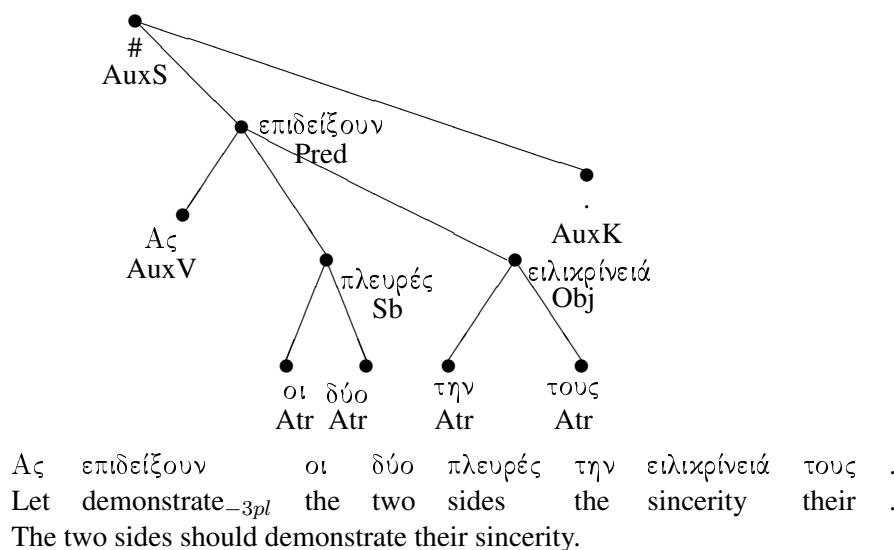 #
AuxS
επιδείξουν
Pred
.
AuxK
Ας
AuxV
πλευρές
Sb
ειλικρίνειά
Obj
οι δύο την τους
Atr Atr Atr Atr
Ας επιδείξουν οι δύο πλευρές την ειλικρίνειά τους .
Let demonstrate−3pl the two sides the sincerity their .
The two sides should demonstrate their sincerity.